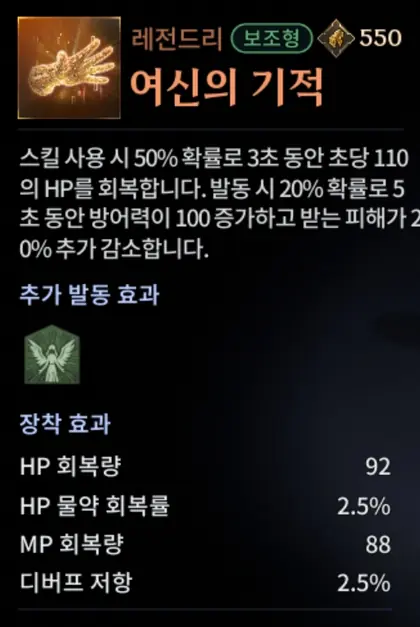 레전드리 보조형 550
여신의 기적
스킬 사용 시 50% 확률로 3초 동안 초당 110
의 HP를 회복합니다. 발동 시 20% 확률로 5
초 동안 방어력이 100 증가하고 받는 피해가 2
0% 추가 감소합니다.
추가 발동 효과
장착 효과
HP 회복량 92
HP 물약 회복률 2.5%
MP 회복량 88
디버프 저항 2.5%